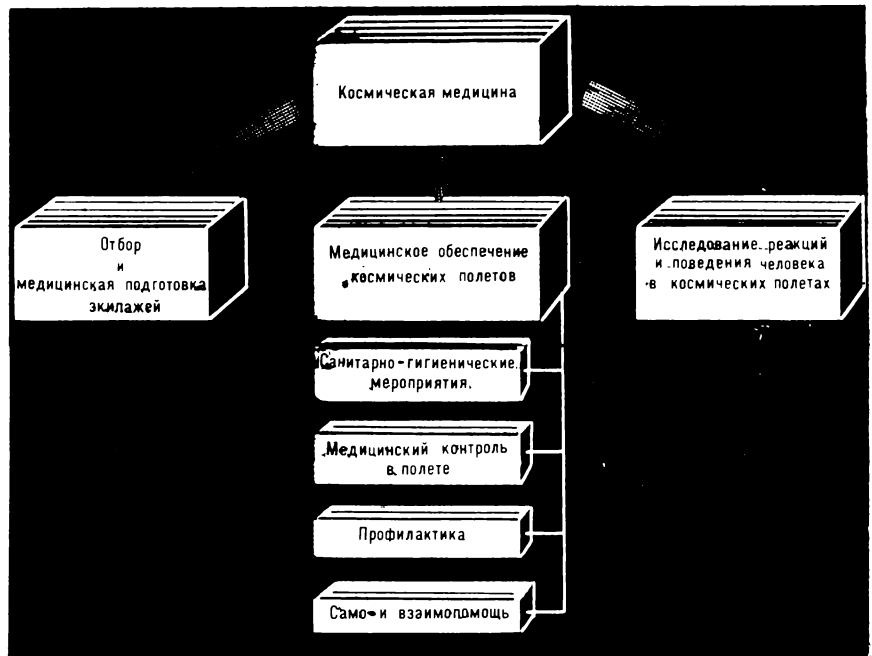 Космическая медицина
Отбор
и
медицинская подготовка
экипажей
Медицинское обеспечение
космических полетов
Исследование реакций
и поведения человека
в космических полетах
Санитарно-гигиенические
мероприятия.
Медицинский контроль
в полете
Профилактика
Само- и взаимопомощь